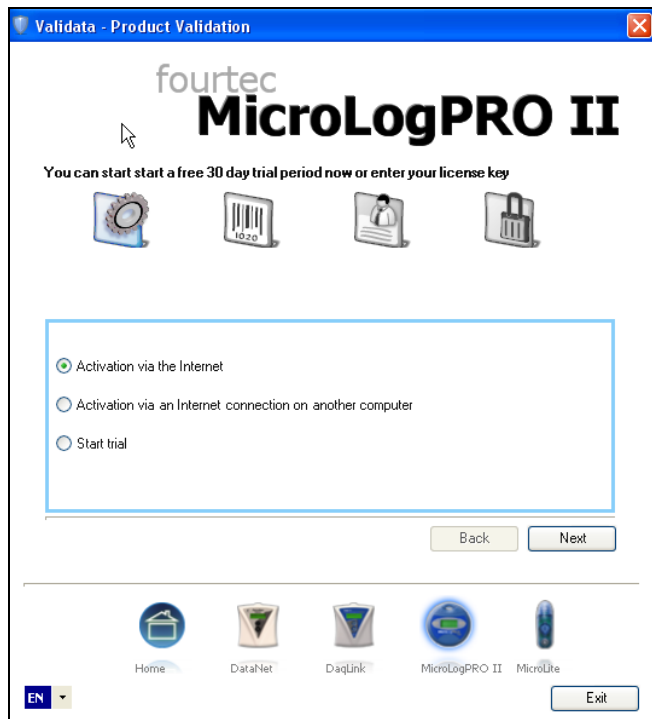 Validata - Product Validation
fourtec
MicroLogPRO II
You can start start a free 30 day trial period now or enter your license key
1020
Activation via the Internet
Activation via an Internet connection on another computer
Start trial
Back Next
Home DataNet DaqLink MicroLogPRO II MicroLite
EN Exit